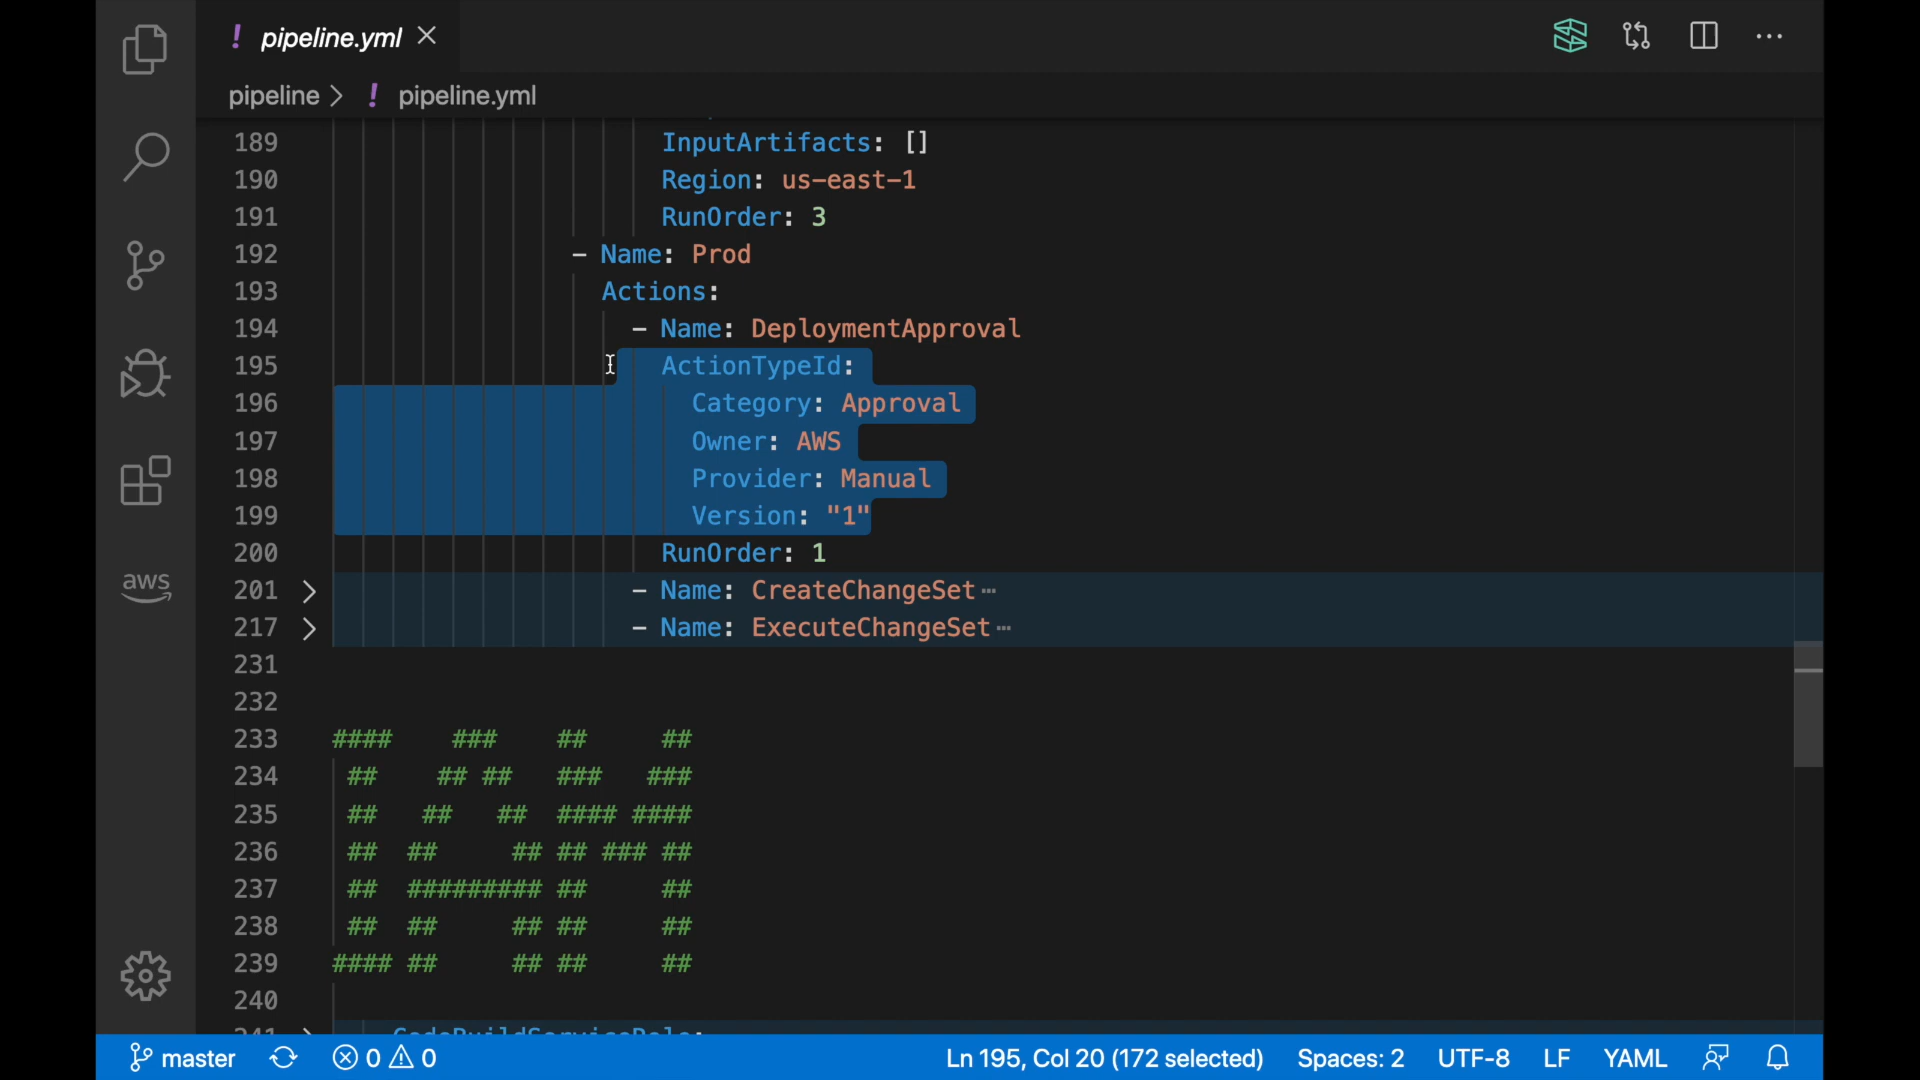 ! pipeline.yml
pipeline > ! pipeline.yml
189 InputArtifacts: []
190 Region: us-east-1
191 RunOrder: 3
192 - Name: Prod
193 Actions:
194 - Name: DeploymentApproval
195 ActionTypeId:
196 Category: Approval
197 Owner: AWS
198 Provider: Manual
199 Version: "1"
200 RunOrder: 1
201 - Name: CreateChangeSet…
217 - Name: ExecuteChangeSet…
231
232
233 ####    ###    ##     ##
234  ##    ## ##   ###   ###
235  ##   ##   ##  #### ####
236  ##  ##     ## ## ### ##
237  ##  ######### ##     ##
238  ##  ##     ## ##     ##
239 #### ##     ## ##     ##
240
241 CodeBuildServiceRole:
aws
master 0 0 Ln 195, Col 20 (172 selected) Spaces: 2 UTF-8 LF YAML